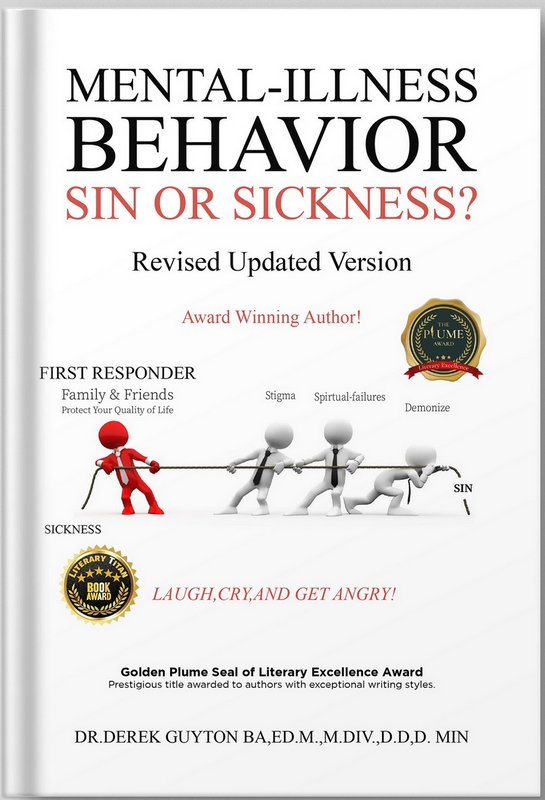 MENTAL-ILLNESS
BEHAVIOR
SIN OR SICKNESS?
Revised Updated Version
Award Winning Author!
THE
PLUME
AWARD
Literary Excellence
FIRST RESPONDER
Family & Friends
Protect Your Quality of Life
Stigma
Spirtual-failures
Demonize
SIN
SICKNESS
LITERARY TITAN
BOOK
AWARD
LAUGH,CRY,AND GET ANGRY!
Golden Plume Seal of Literary Excellence Award
Prestigious title awarded to authors with exceptional writing styles.
DR.DEREK GUYTON BA,ED.M.,M.DIV.,D.D,D. MIN